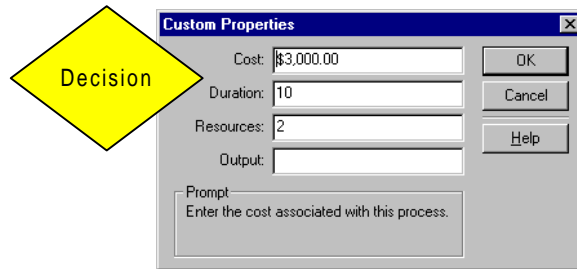 Custom Properties
Decision
Cost: $3,000.00
OK
Duration: 10
Cancel
Resources: 2
Help
Output:
Prompt
Enter the cost associated with this process.